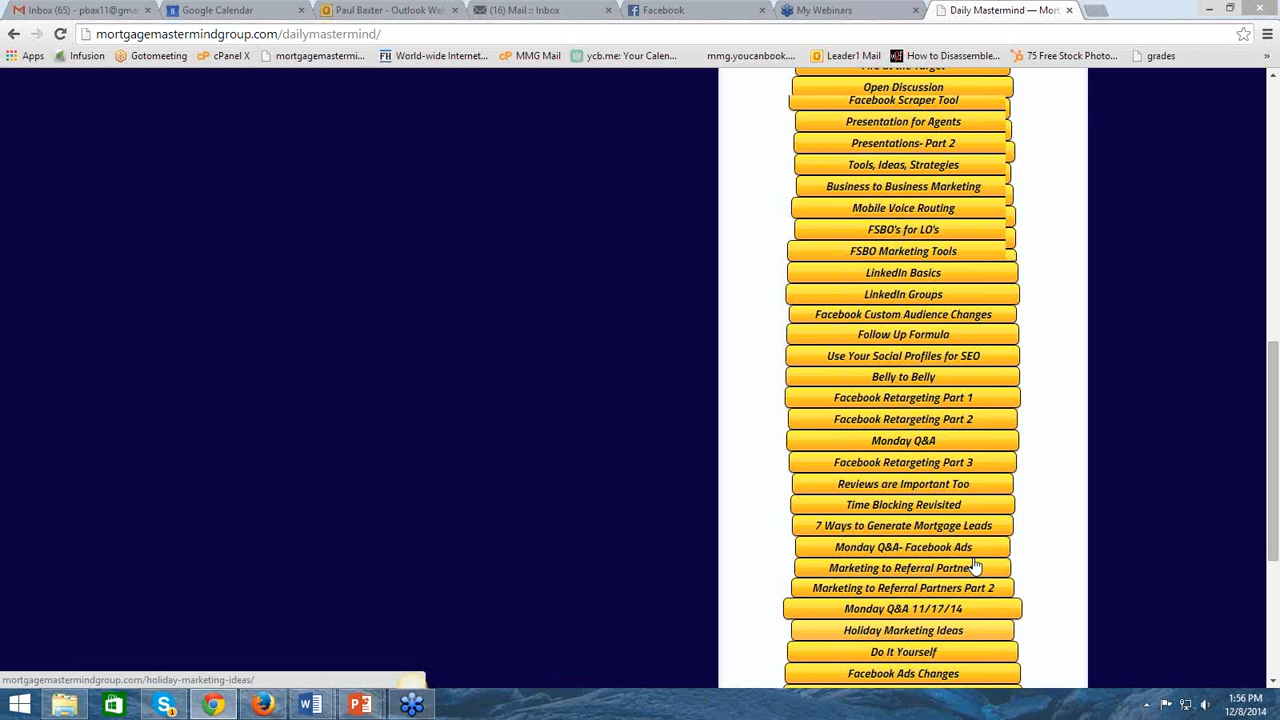 Inbox (65) - pbax11@gma
Google Calendar
Paul Baxter - Outlook Web
(16) Mail :: Inbox
Facebook
My Webinars
Daily Mastermind — Mort
mortgagemastermindgroup.com/dailymastermind/
Apps
Infusion
Gotomeeting
cPanel X
mortgagemastermind...
World-wide Internet...
MMG Mail
ycb.me: Your Calen...
mmg.youcanbook....
Leader1 Mail
How to Disassemble...
75 Free Stock Photo...
grades
Fire at the Target
Open Discussion
Facebook Scraper Tool
Presentation for Agents
Presentations- Part 2
Tools, Ideas, Strategies
Business to Business Marketing
Mobile Voice Routing
FSBO's for LO's
FSBO Marketing Tools
LinkedIn Basics
LinkedIn Groups
Facebook Custom Audience Changes
Follow Up Formula
Use Your Social Profiles for SEO
Belly to Belly
Facebook Retargeting Part 1
Facebook Retargeting Part 2
Monday Q&A
Facebook Retargeting Part 3
Reviews are Important Too
Time Blocking Revisited
7 Ways to Generate Mortgage Leads
Monday Q&A- Facebook Ads
Marketing to Referral Partne
Marketing to Referral Partners Part 2
Monday Q&A 11/17/14
Holiday Marketing Ideas
Do It Yourself
Facebook Ads Changes
mortgagemastermindgroup.com/holiday-marketing-ideas/
1:56 PM
12/8/2014